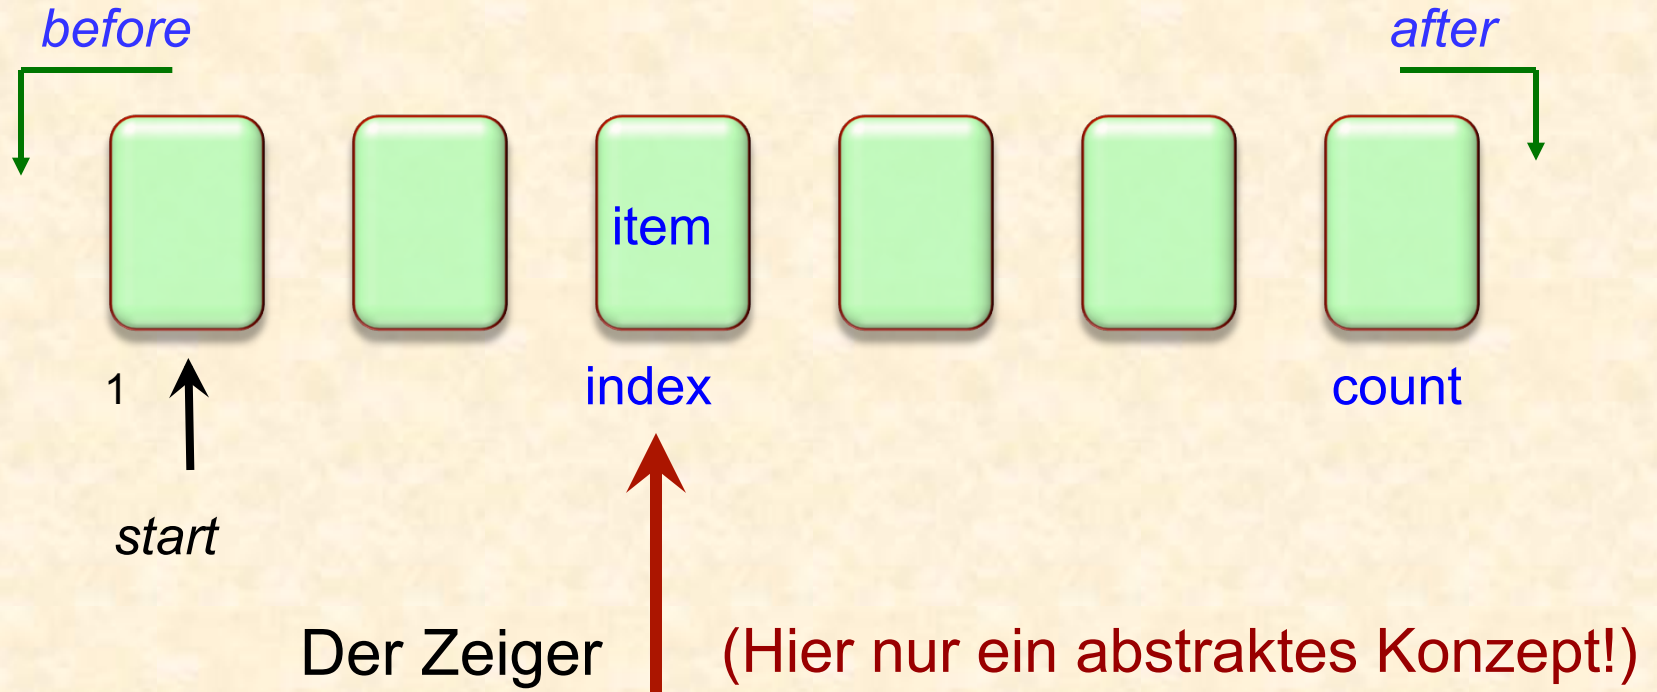 before
after
item
1
index
count
start
Der Zeiger
(Hier nur ein abstraktes Konzept!)